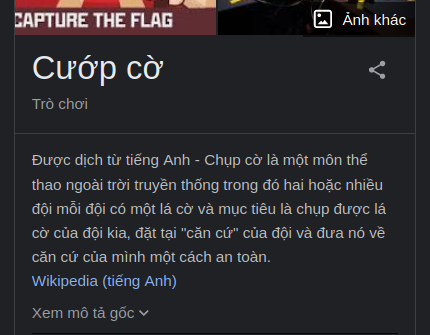 CAPTURE THE FLAG
Ảnh khác
Cướp cờ
Trò chơi
Được dịch từ tiếng Anh - Chụp cờ là một môn thể
thao ngoài trời truyền thống trong đó hai hoặc nhiều
đội mỗi đội có một lá cờ và mục tiêu là chụp được lá
cờ của đội kia, đặt tại "căn cứ" của đội và đưa nó về
căn cứ của mình một cách an toàn.
Wikipedia (tiếng Anh)
Xem mô tả gốc